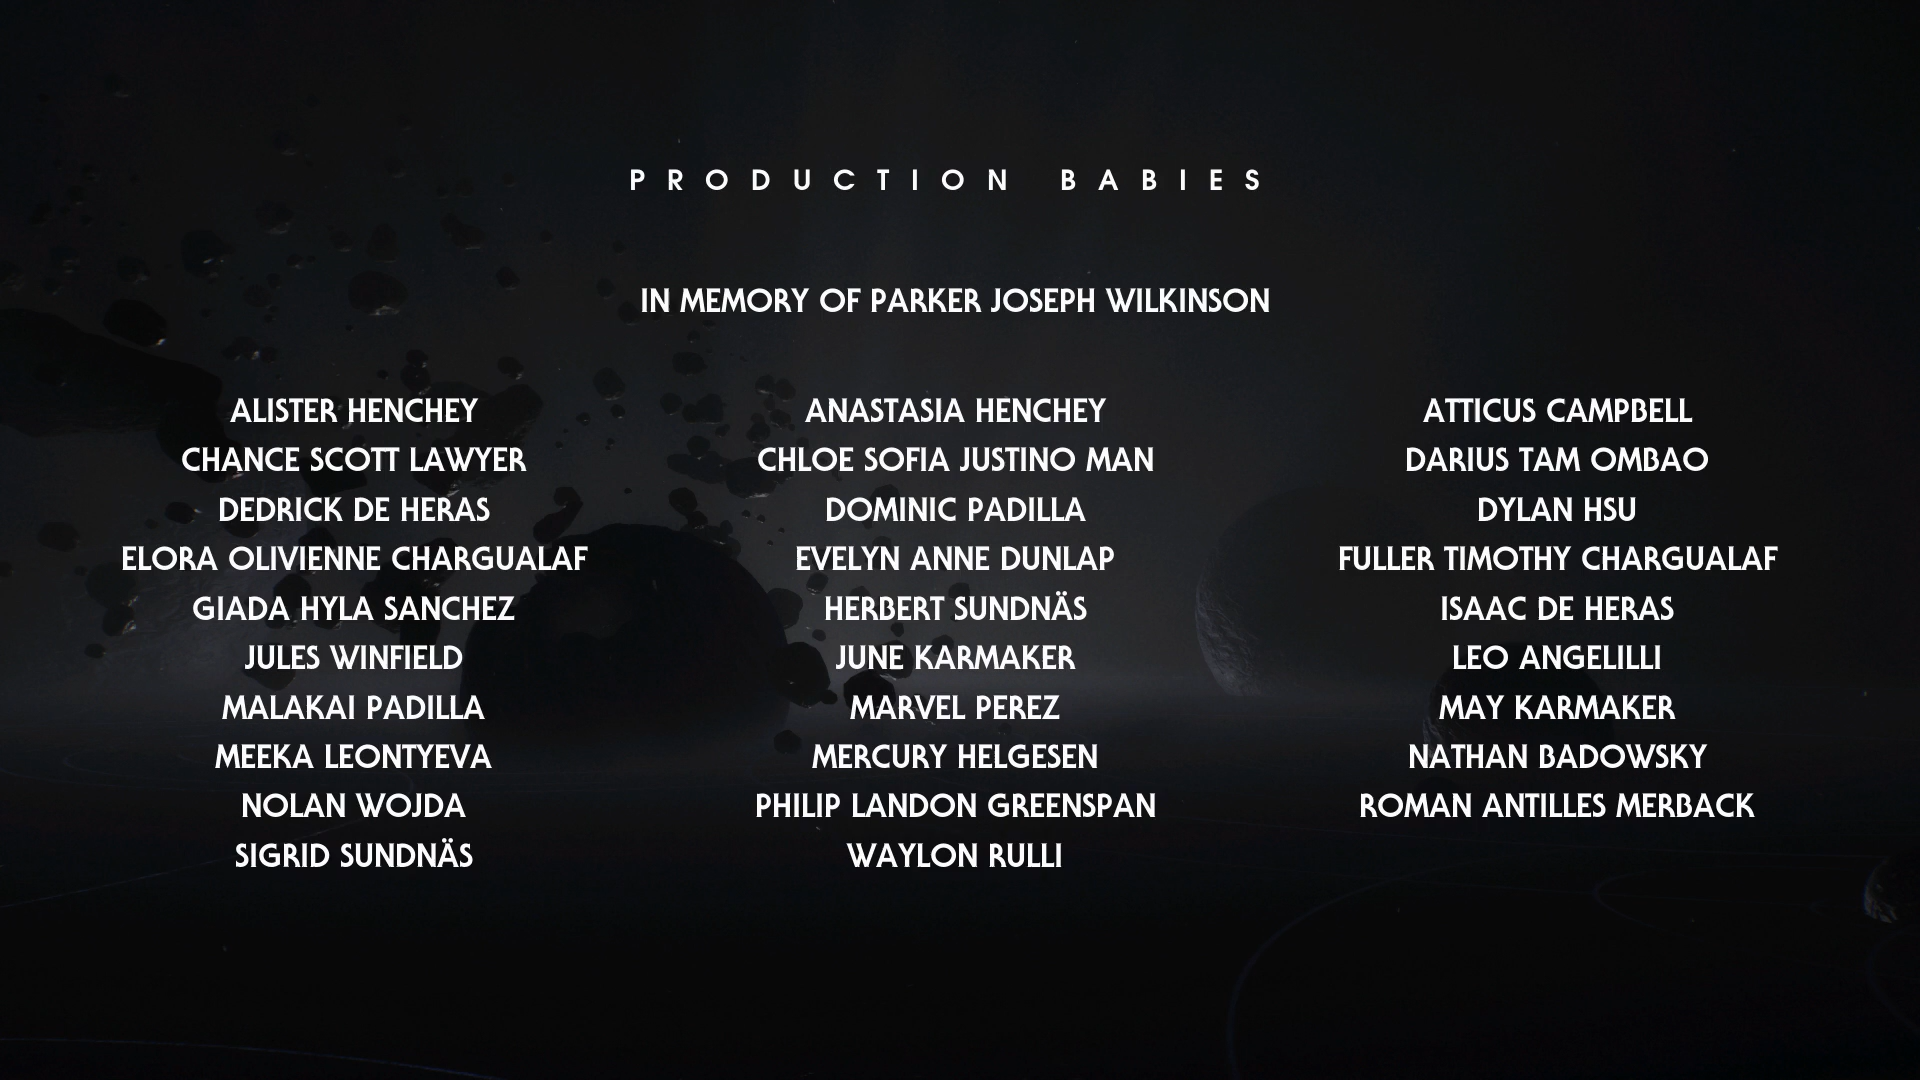 PRODUCTION BABIES
IN MEMORY OF PARKER JOSEPH WILKINSON
ALISTER HENCHEY ANASTASIA HENCHEY ATTICUS CAMPBELL
CHANCE SCOTT LAWYER CHLOE SOFIA JUSTINO MAN DARIUS TAM OMBAO
DEDRICK DE HERAS DOMINIC PADILLA DYLAN HSU
ELORA OLIVIENNE CHARGUALAF EVELYN ANNE DUNLAP FULLER TIMOTHY CHARGUALAF
GIADA HYLA SANCHEZ HERBERT SUNDNÄS ISAAC DE HERAS
JULES WINFIELD JUNE KARMAKER LEO ANGELILLI
MALAKAI PADILLA MARVEL PEREZ MAY KARMAKER
MEEKA LEONTYEVA MERCURY HELGESEN NATHAN BADOWSKY
NOLAN WOJDA PHILIP LANDON GREENSPAN ROMAN ANTILLES MERBACK
SIGRID SUNDNÄS WAYLON RULLI